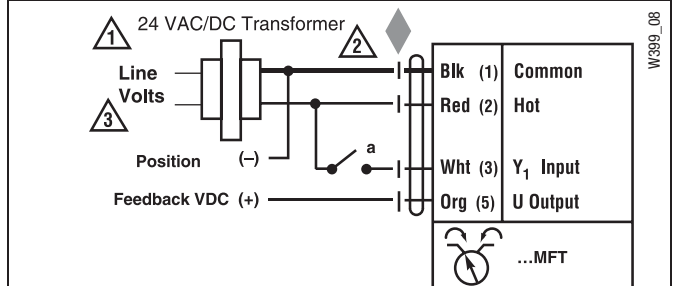 1 24 VAC/DC Transformer
2
W399_08
Line
Volts
3
Blk (1) Common
Red (2) Hot
a
Position (–)
Wht (3) Y1 Input
Feedback VDC (+)
Org (5) U Output
...MFT